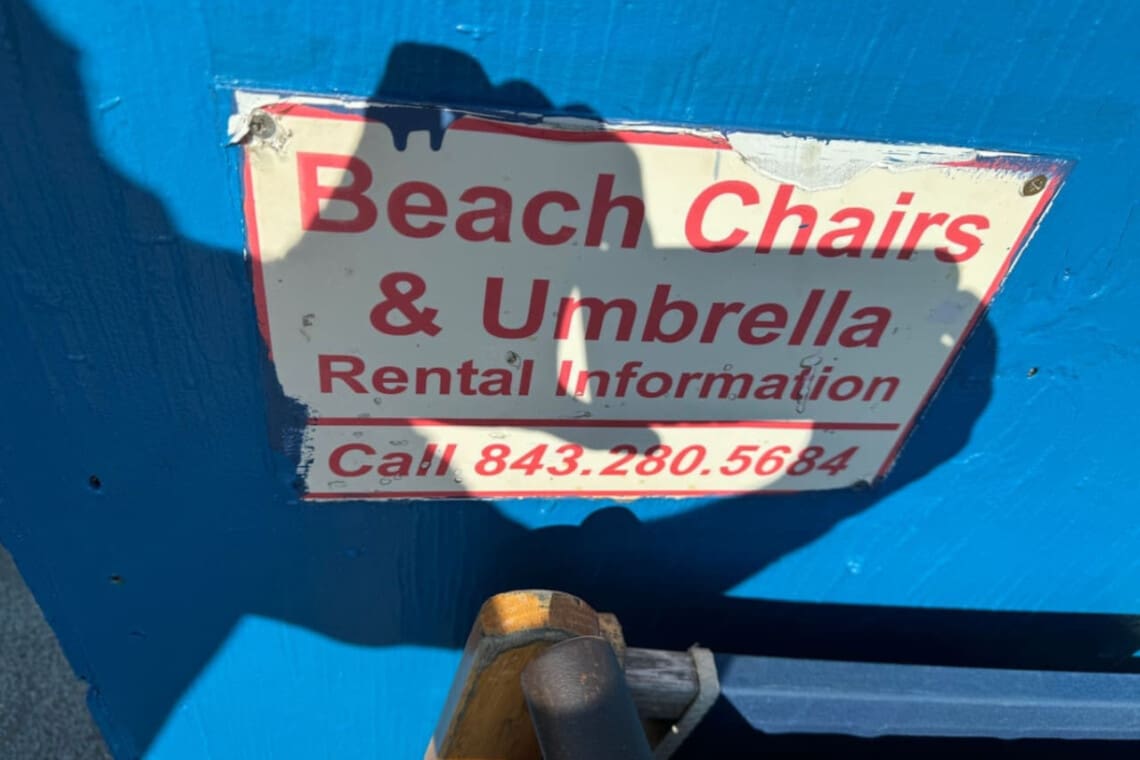 Beach Chairs
& Umbrella
Rental Information
Call 843.280.5684